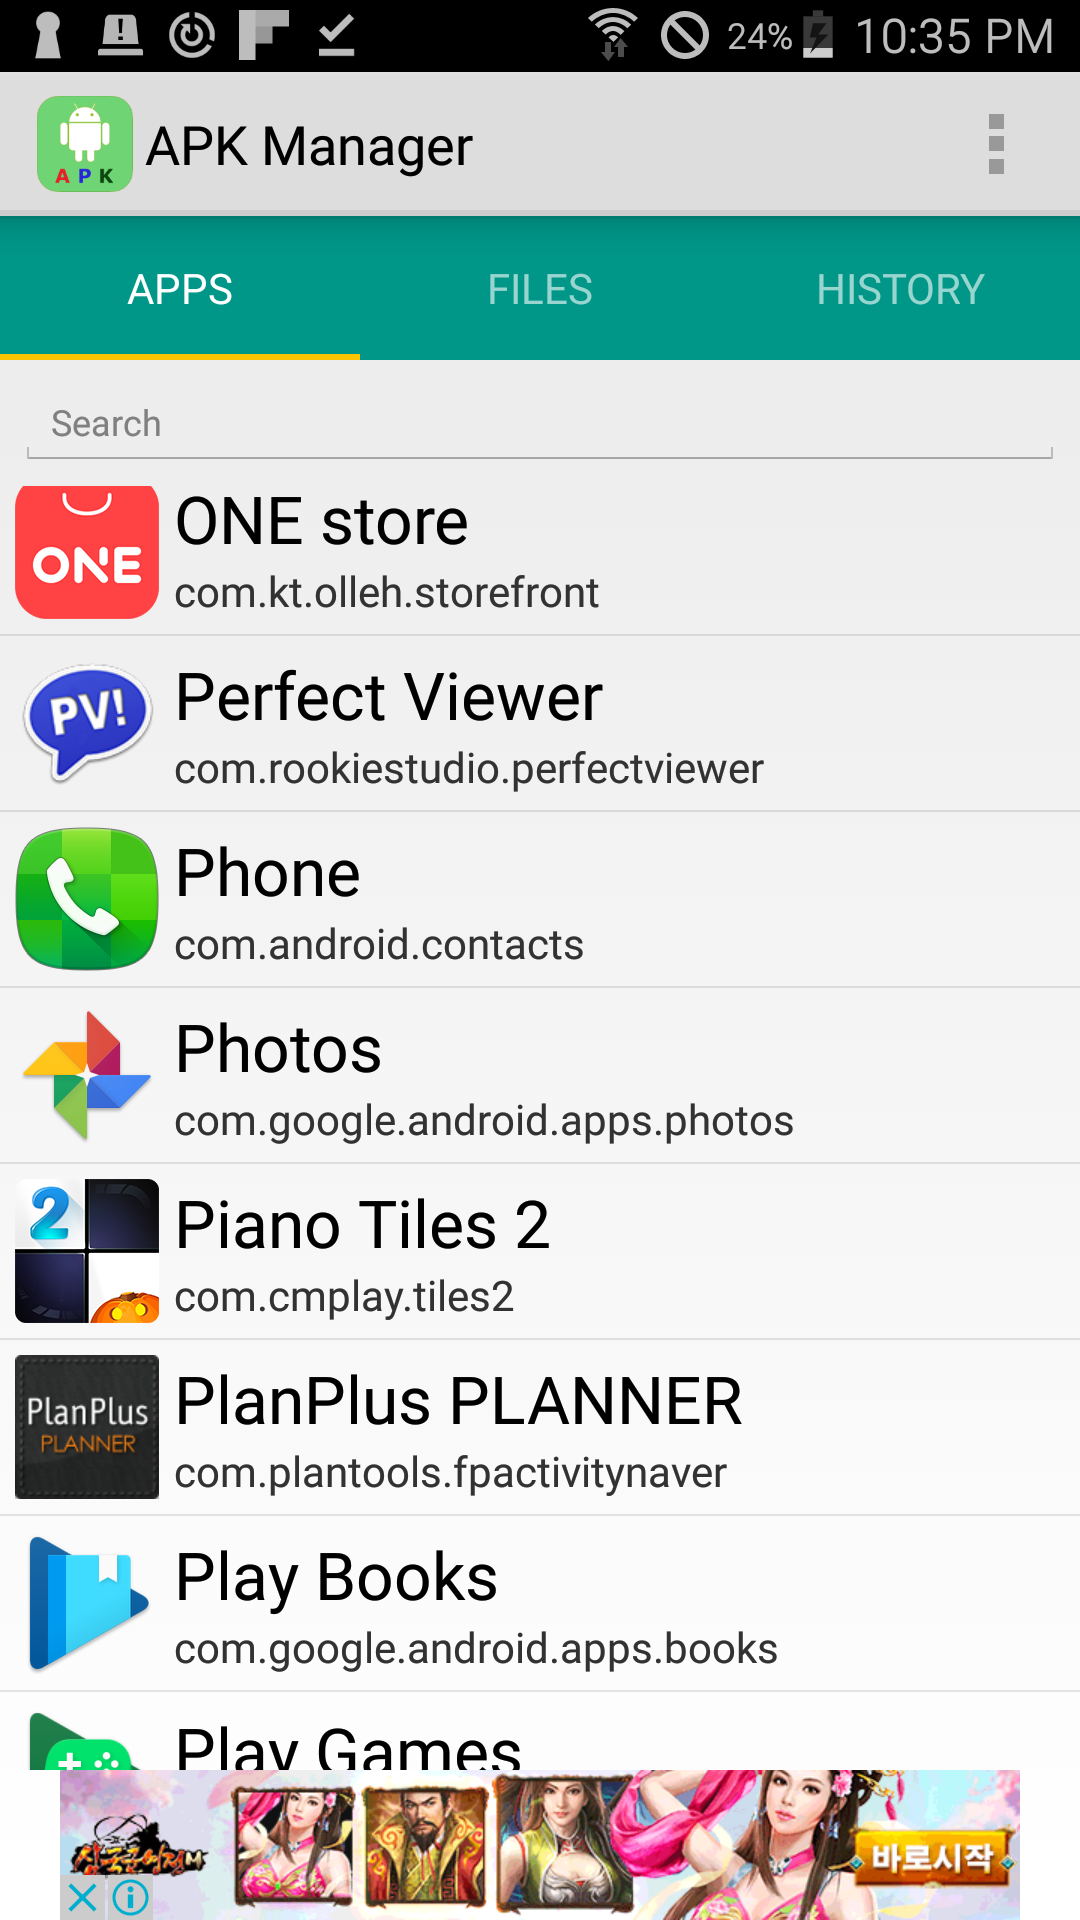 24% 10:35 PM
APK
APK Manager
APPS FILES HISTORY
Search
ONE
ONE store
com.kt.olleh.storefront
PV!
Perfect Viewer
com.rookiestudio.perfectviewer
Phone
com.android.contacts
Photos
com.google.android.apps.photos
2
Piano Tiles 2
com.cmplay.tiles2
PlanPlus
PLANNER
PlanPlus PLANNER
com.plantools.fpactivitynaver
Play Books
com.google.android.apps.books
Play Games
바로시작